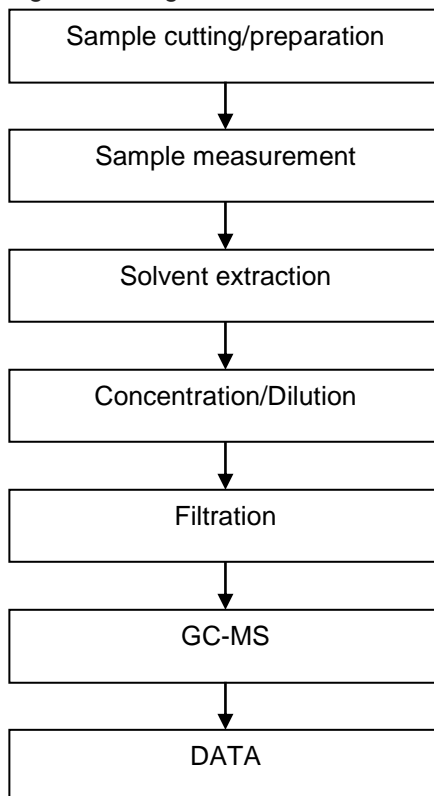 Sample cutting/preparation
Sample measurement
Solvent extraction
Concentration/Dilution
Filtration
GC-MS
DATA